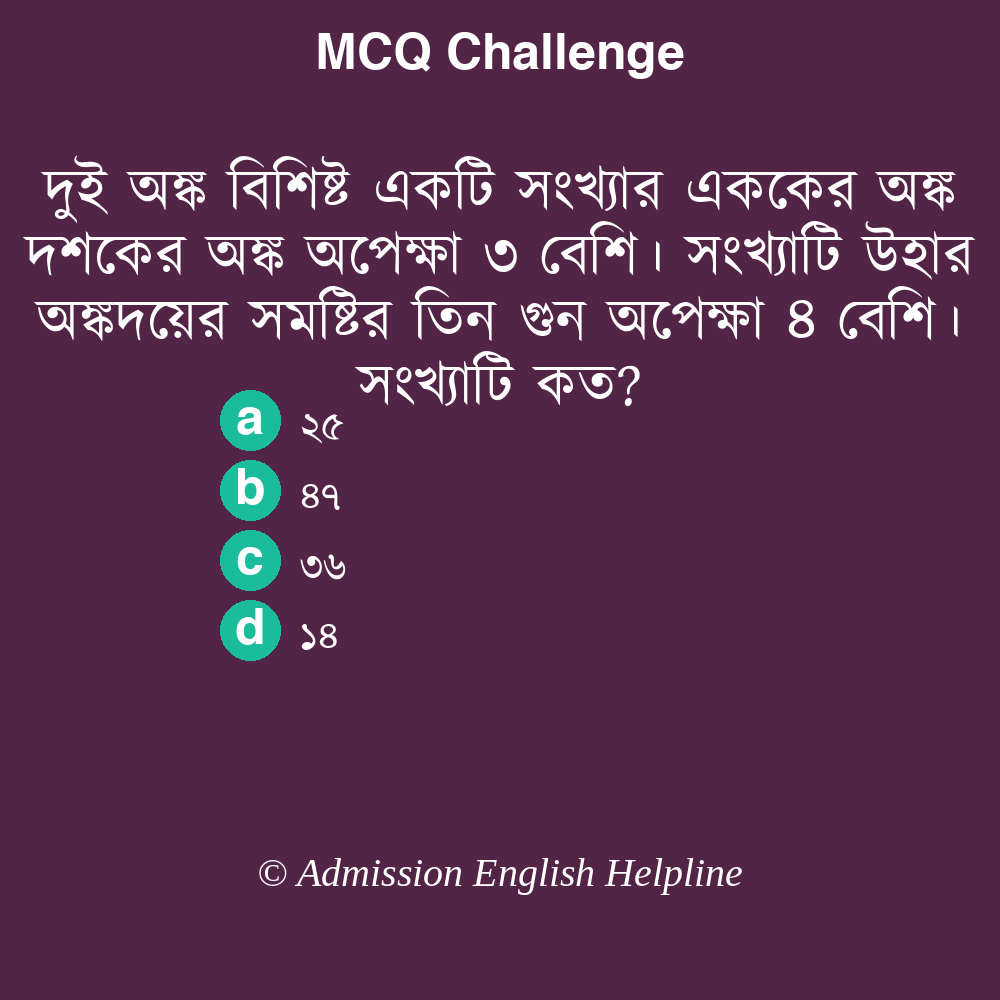 MCQ Challenge
দুই অঙ্ক বিশিষ্ট একটি সংখ্যার এককের অঙ্ক
দশকের অঙ্ক অপেক্ষা ৩ বেশি। সংখ্যাটি উহার
অঙ্কদয়ের সমষ্টির তিন গুন অপেক্ষা ৪ বেশি।
সংখ্যাটি কত?
a ২৫
b ৪৭
c ৩৬
d ১৪
© Admission English Helpline